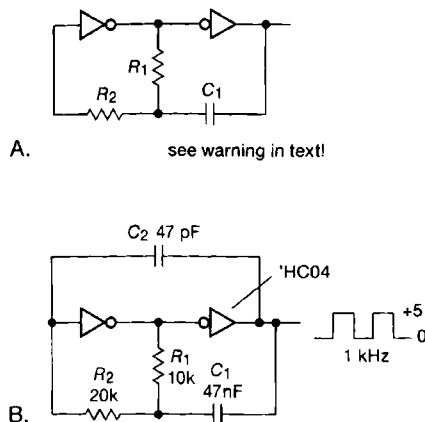 R1
R2
C1
A.
see warning in text!
C2 47 pF
'HC04
+5
0
1 kHz
R1
10k
C1
47nF
R2
20k
B.